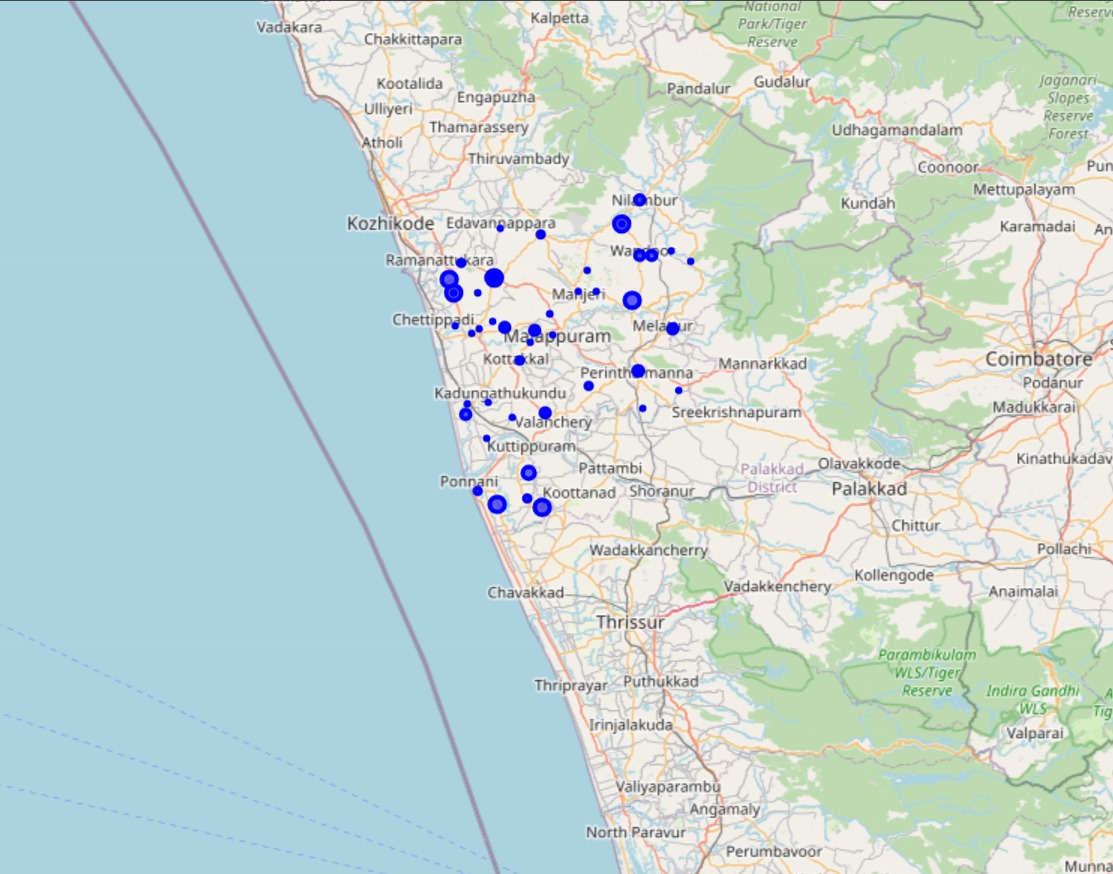 Vadakara
Kalpetta
National
Park/Tiger
Reserve
Reserv
Chakkittapara
Kootalida
Engapuzha
Pandalur
Gudalur
Jaganari
Slopes
Reserve
Forest
Ulliyeri
Thamarassery
Udhagamandalam
Atholi
Thiruvambady
Coonoor
Pun
Mettupalayam
Nilambur
Kundah
Kozhikode
Edavannappara
Karamadai
An
Ramanattukara
Wandoor
Manjeri
Chettippadi
Malappuram
Melattur
Kottakkal
Perinthalmanna
Mannarkkad
Coimbatore
Podanur
Kadungathukundu
Valanchery
Sreekrishnapuram
Madukkarai
Kuttippuram
Pattambi
Palakkad
District
Olavakkode
Kinathukadav
Ponnani
Koottanad
Shoranur
Palakkad
Chittur
Wadakkancherry
Pollachi
Chavakkad
Vadakkenchery
Kollengode
Anaimalai
Thrissur
Parambikulam
WLS/Tiger
Reserve
Thriprayar
Puthukkad
Indira Gandhi
WLS
A
Tig
Irinjalakuda
Valparai
Valiyaparambu
Angamaly
North Paravur
Perumbavoor
Munna